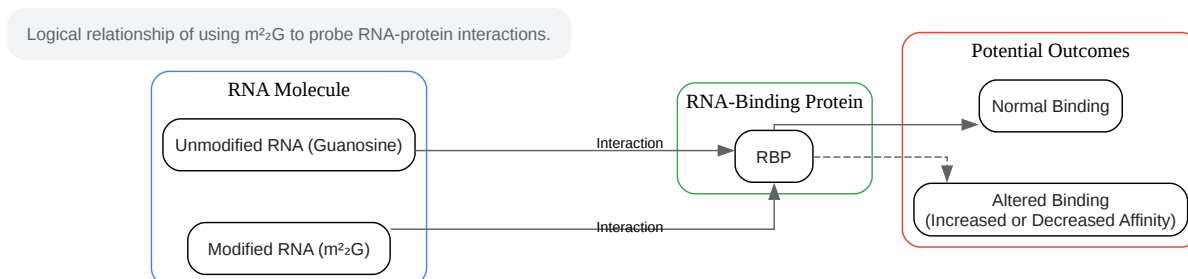 Logical relationship of using m²₂G to probe RNA-protein interactions.
RNA Molecule
Unmodified RNA (Guanosine)
Modified RNA (m²₂G)
Interaction
Interaction
RNA-Binding Protein
RBP
Potential Outcomes
Normal Binding
Altered Binding
(Increased or Decreased Affinity)